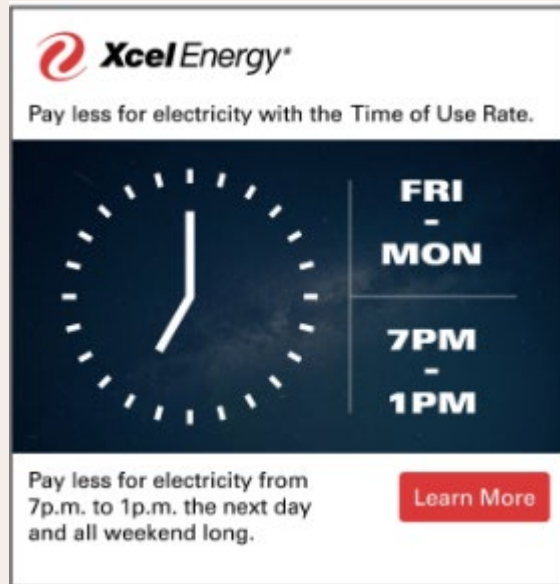 Xcel Energy®
Pay less for electricity with the Time of Use Rate.
FRI
-
MON
7PM
-
1PM
Pay less for electricity from
7p.m. to 1p.m. the next day
and all weekend long.
Learn More